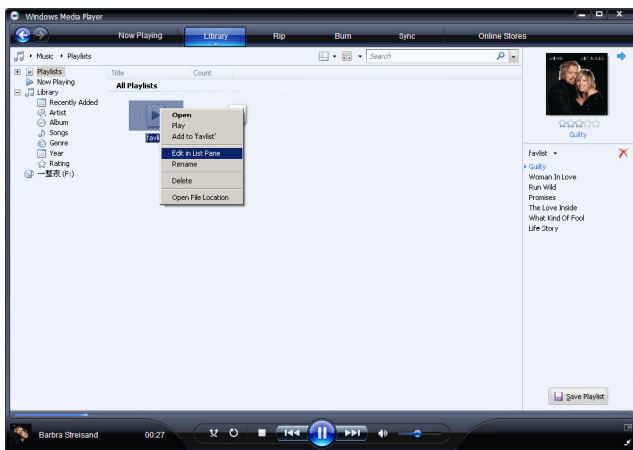 Windows Media Player
Now Playing
Library
Rip
Burn
Sync
Online Stores
Music
Playlists
Search
Playlists
Now Playing
Library
Recently Added
Artist
Album
Songs
Genre
Year
Rating
一整夜 (F:)
Title
Count
All Playlists
Open
Play
Add to 'favlist'
Edit in List Pane
Rename
Delete
Open File Location
Guilty
favlist
Guilty
Woman In Love
Run Wild
Promises
The Love Inside
What Kind Of Fool
Life Story
Save Playlist
Barbra Streisand
00:27